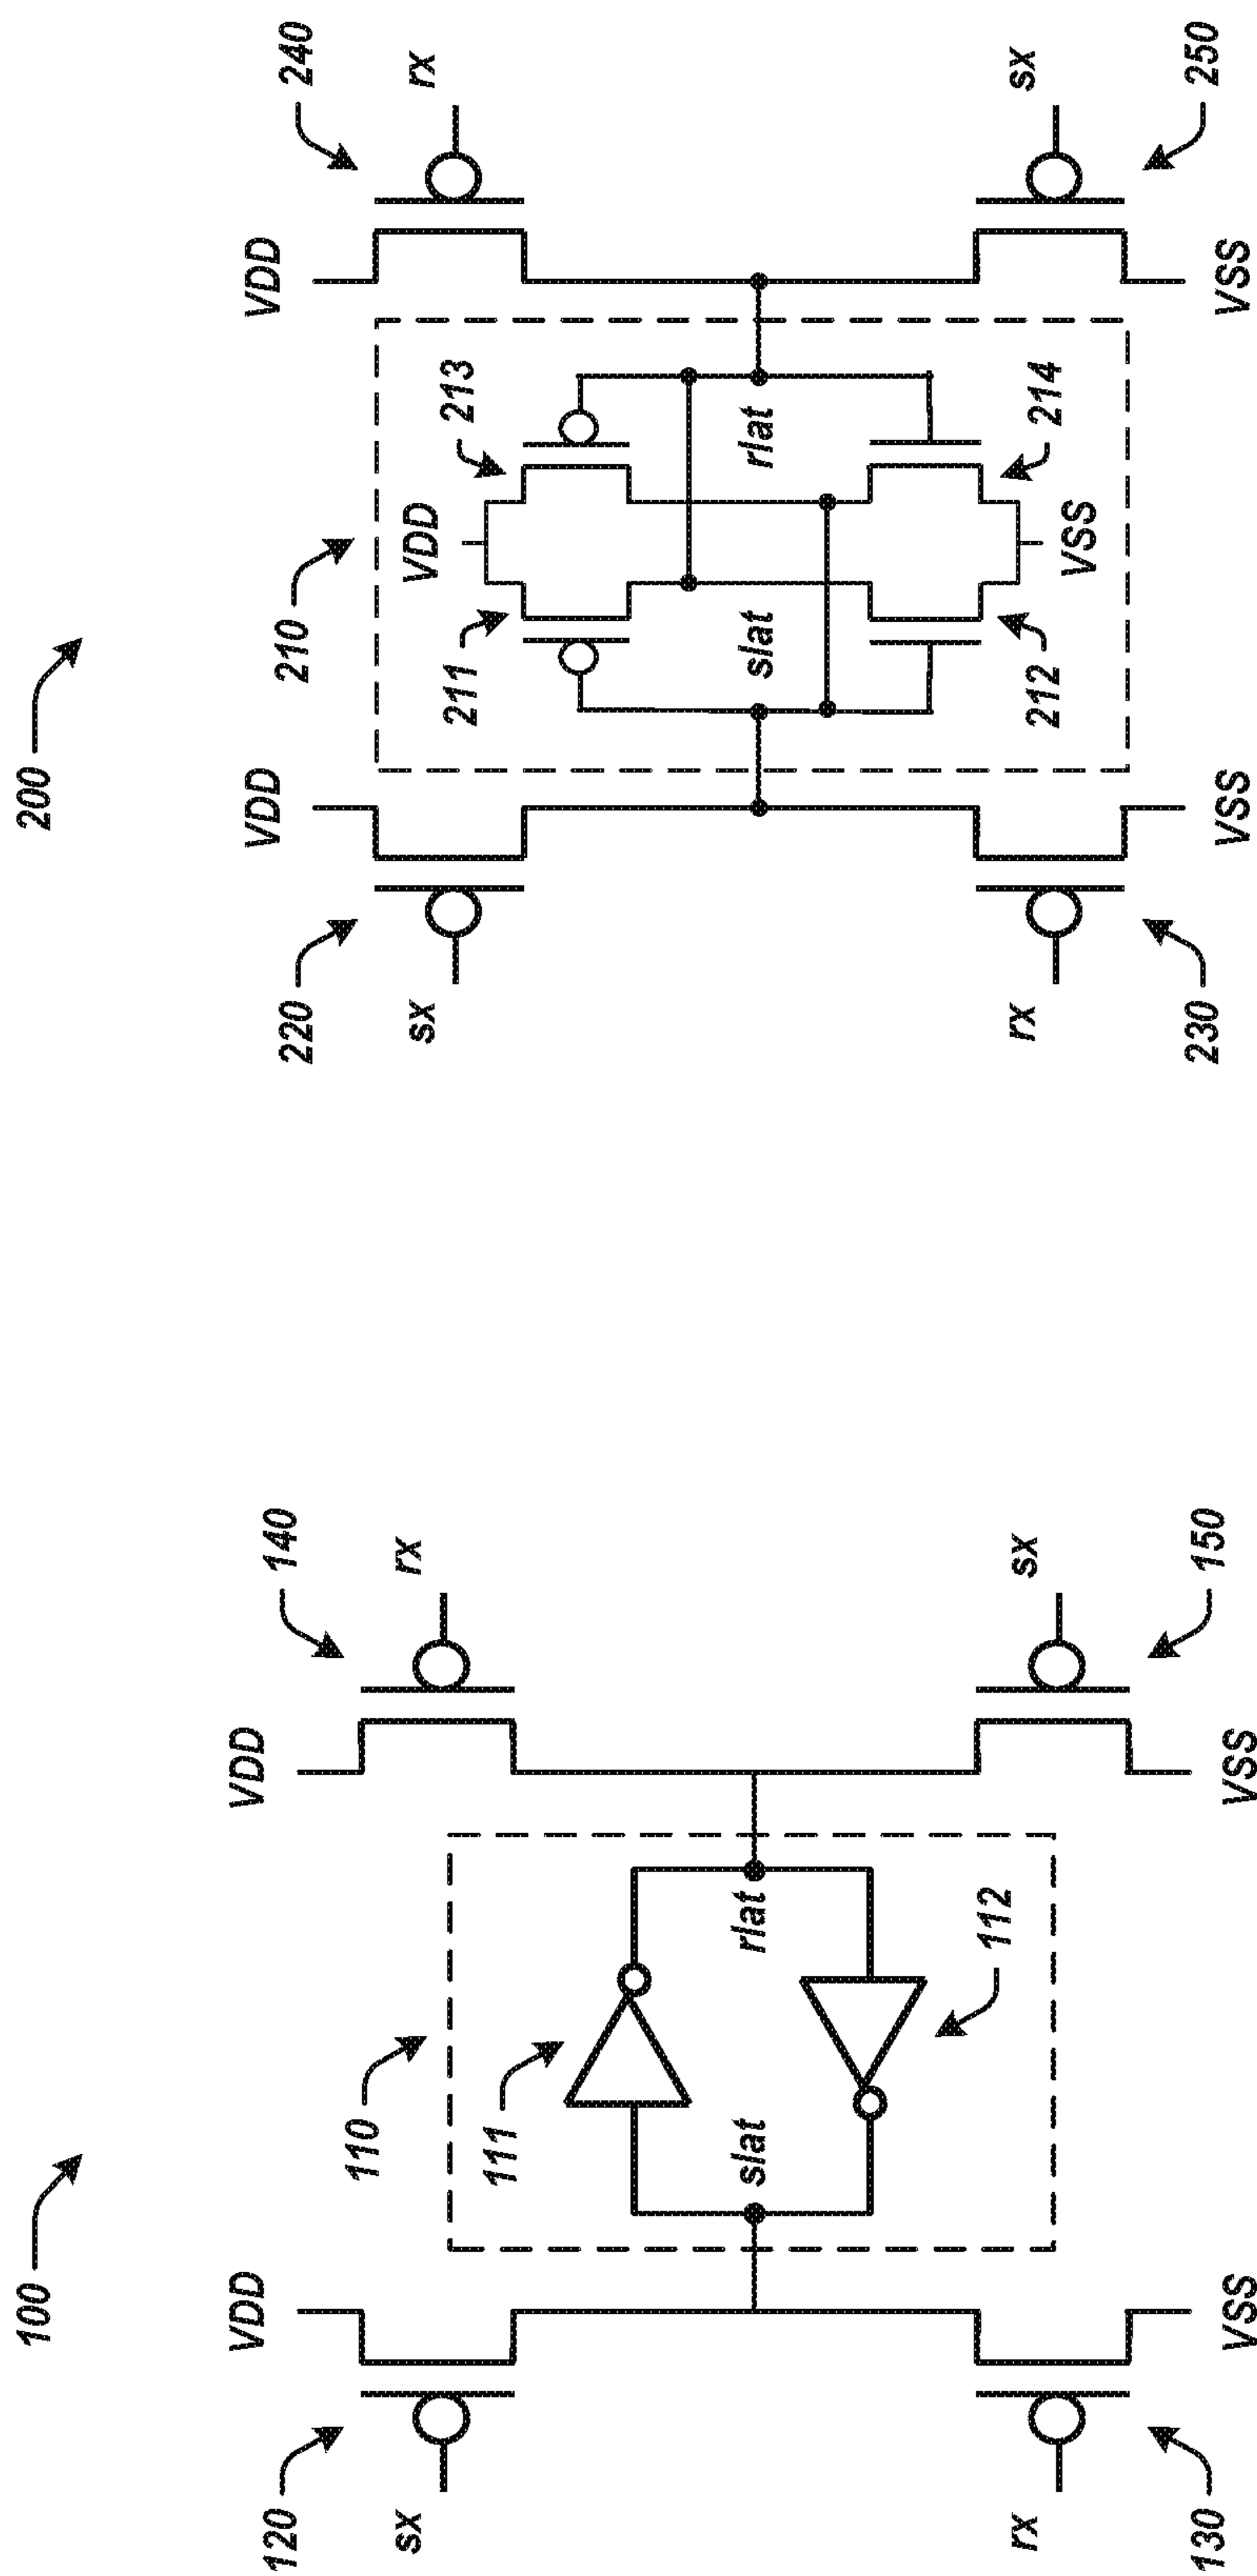 100
120
VDD
140
sx
110
rx
111
slat
rlat
112
rx
sx
130
VSS
VSS
150
VDD
200
220
VDD
210
VDD
240
sx
VDD
rx
211
213
slat
rlat
212
VSS
214
rx
sx
230
VSS
VSS
250